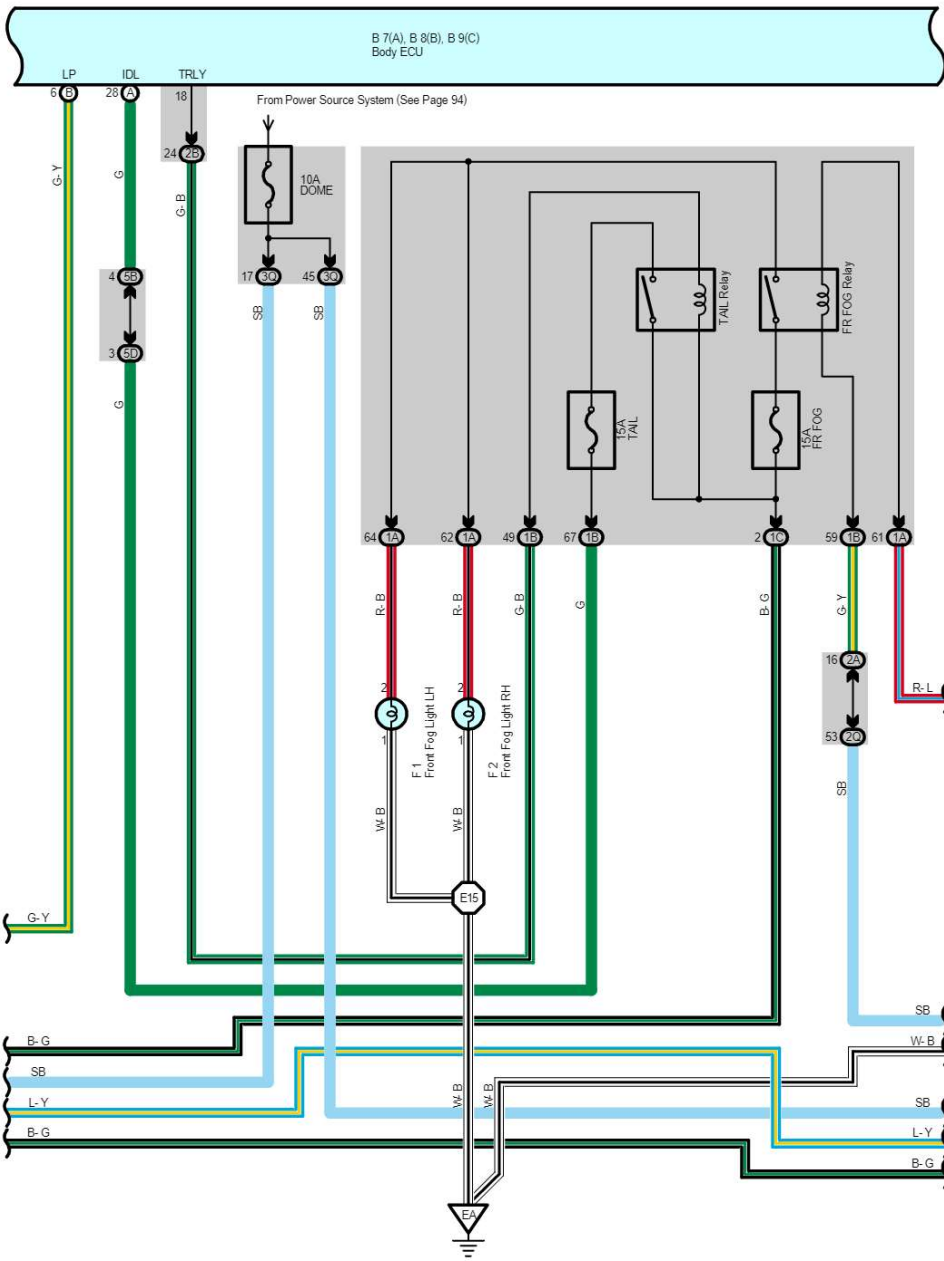 B 7(A), B 8(B), B 9(C)
Body ECU
LP
IDL
TRLY
6 B
28 A
18
From Power Source System (See Page 94)
24 2B
10A
DOME
G-Y
G
G-B
4 5B
17 3Q
45 3Q
TAIL Relay
FR FOG Relay
SB
SB
3 5D
G
15A
TAIL
15A
FR FOG
64 1A
62 1A
49 1B
67 1B
2 1C
59 1B
61 1A
R-B
R-B
G-B
G
B-G
G-Y
16 2A
R-L
2
2
1
1
F 1
Front Fog Light LH
F 2
Front Fog Light RH
53 2Q
SB
W-B
W-B
E15
G-Y
SB
B-G
W-B
SB
W-B
W-B
L-Y
SB
B-G
L-Y
B-G
EA